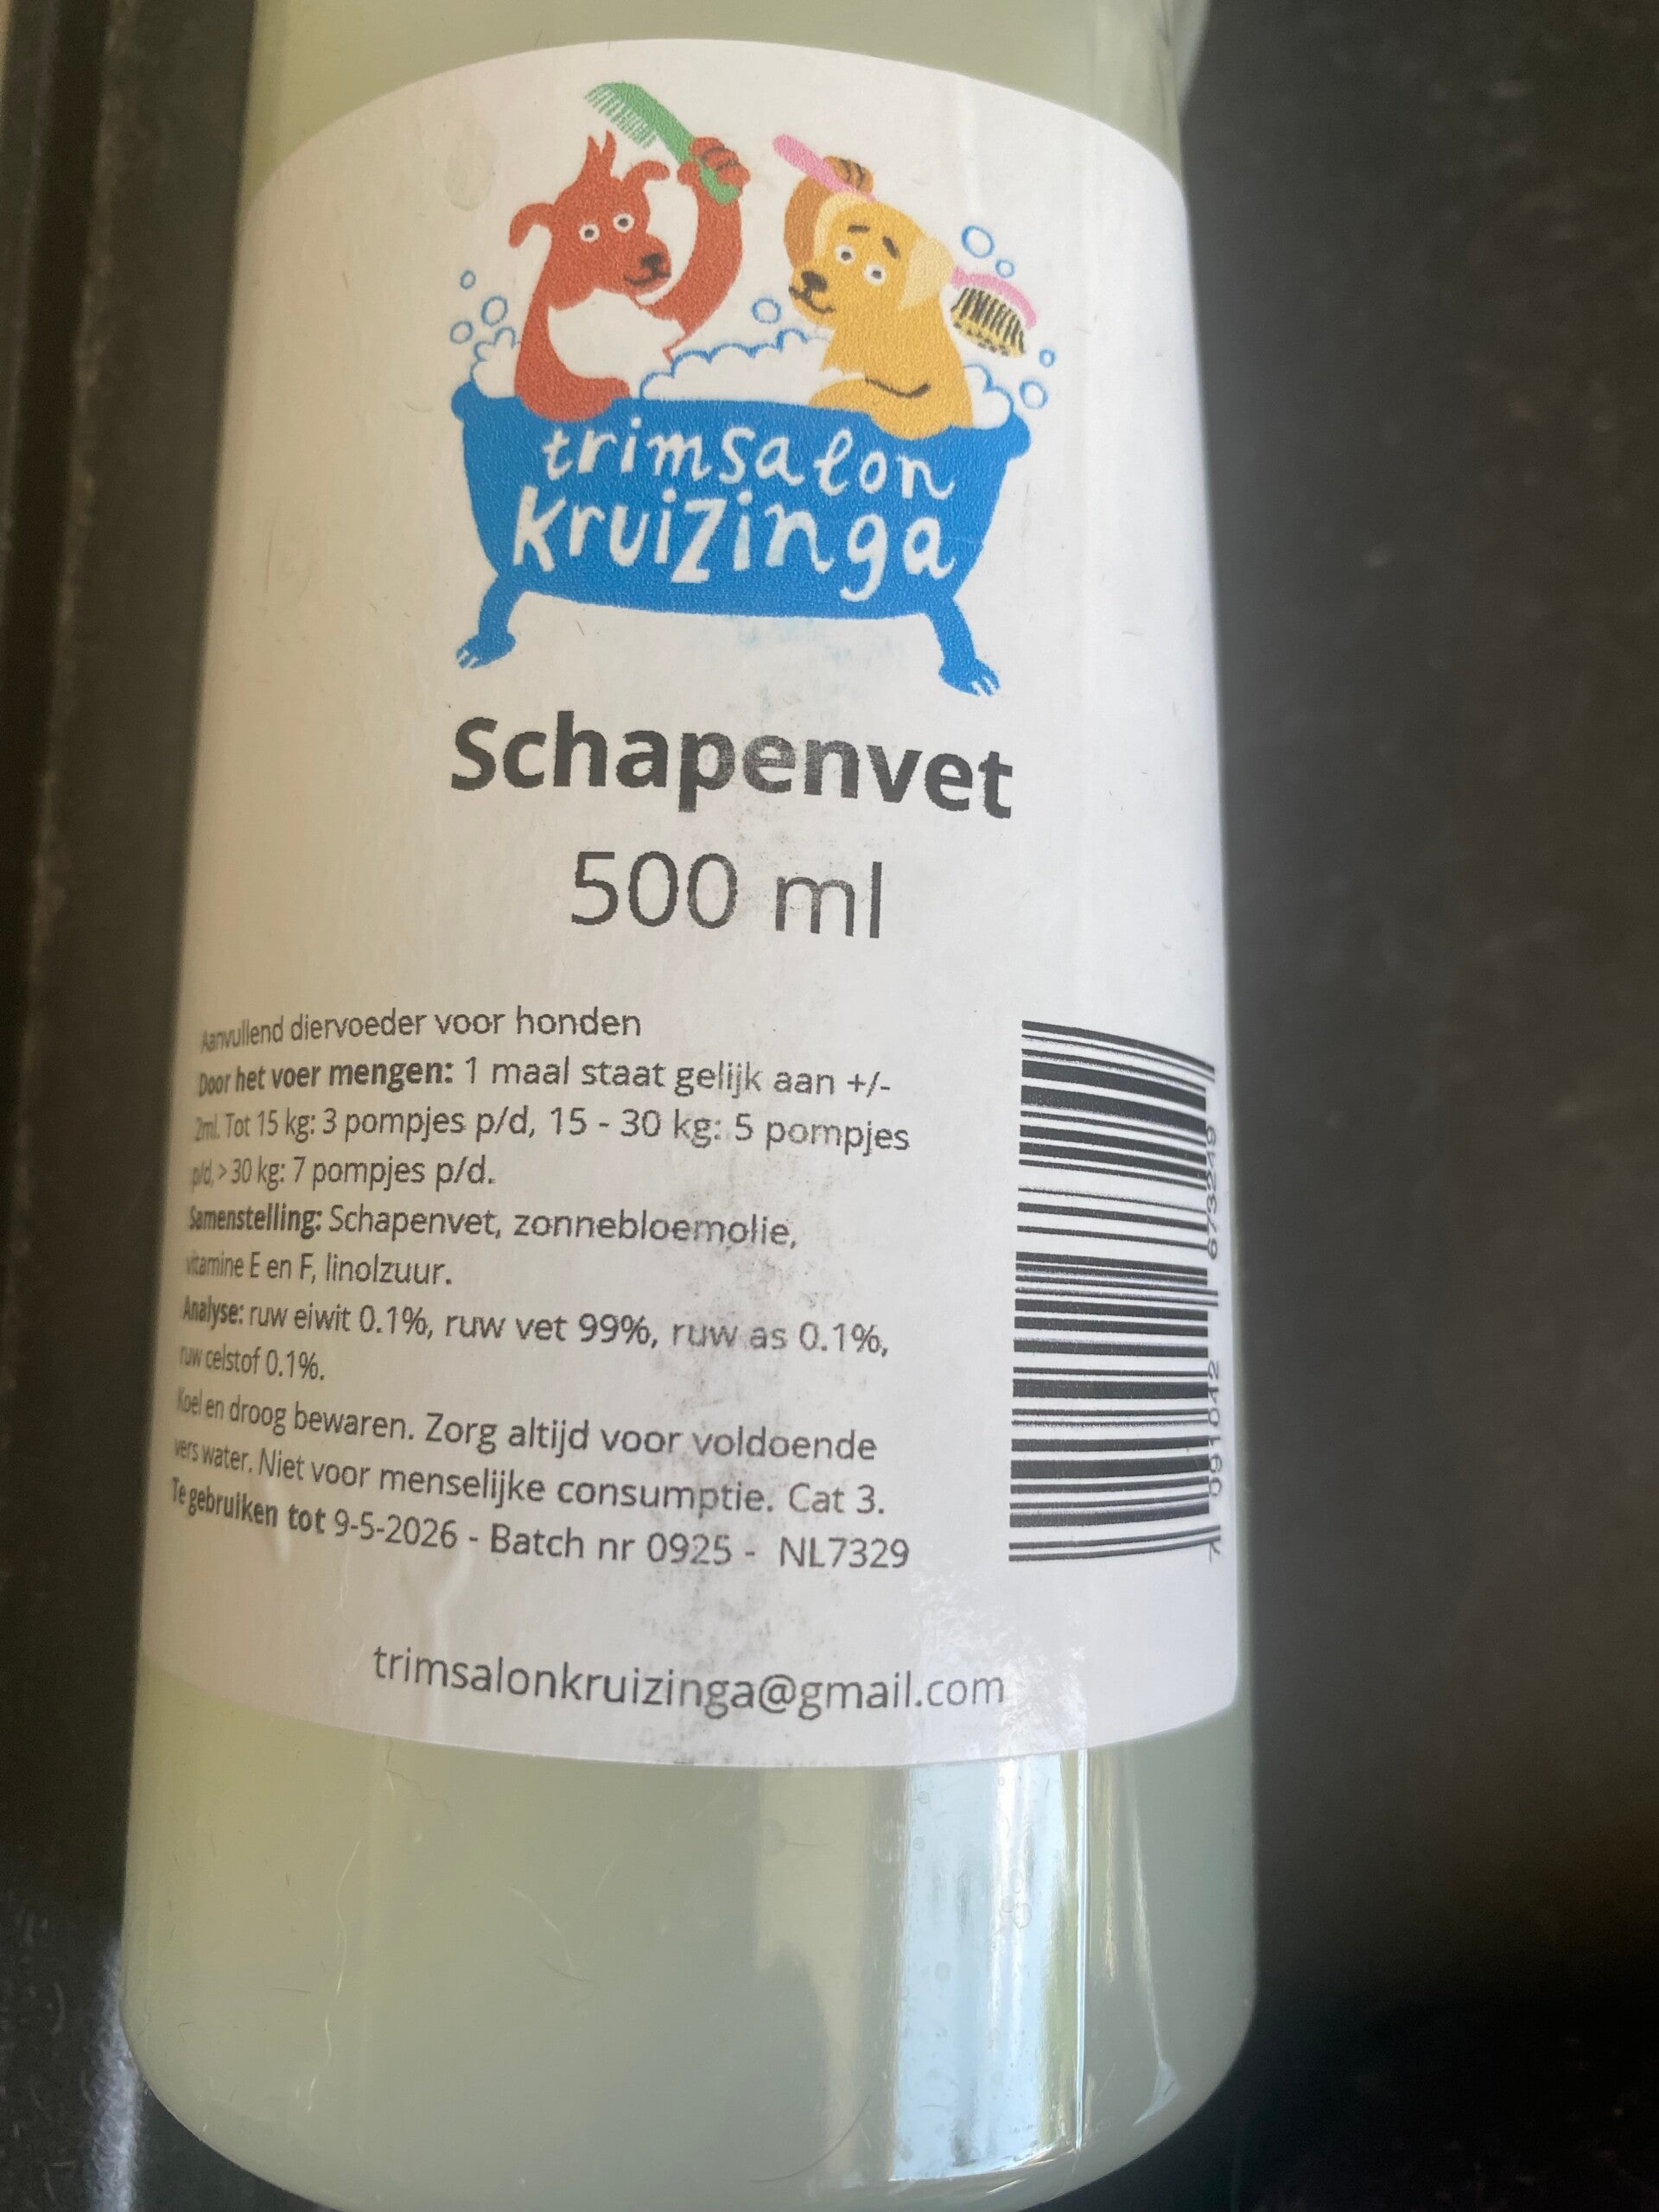 trimsalon
kruizinga
Schapenvet
500 ml
Aanvullend diervoeder voor honden
Door het voer mengen: 1 maal staat gelijk aan +/-
2ml. Tot 15 kg: 3 pompjes p/d, 15 - 30 kg: 5 pompjes
p/d, > 30 kg: 7 pompjes p/d.
Samenstelling: Schapenvet, zonnebloemolie,
vitamine E en F, linolzuur.
Analyse: ruw eiwit 0.1%, ruw vet 99%, ruw as 0.1%,
ruw celstof 0.1%.
Koel en droog bewaren. Zorg altijd voor voldoende
vers water. Niet voor menselijke consumptie. Cat 3.
Te gebruiken tot 9-5-2026 - Batch nr 0925 - NL7329
7 091042 673249
trimsalonkruizinga@gmail.com